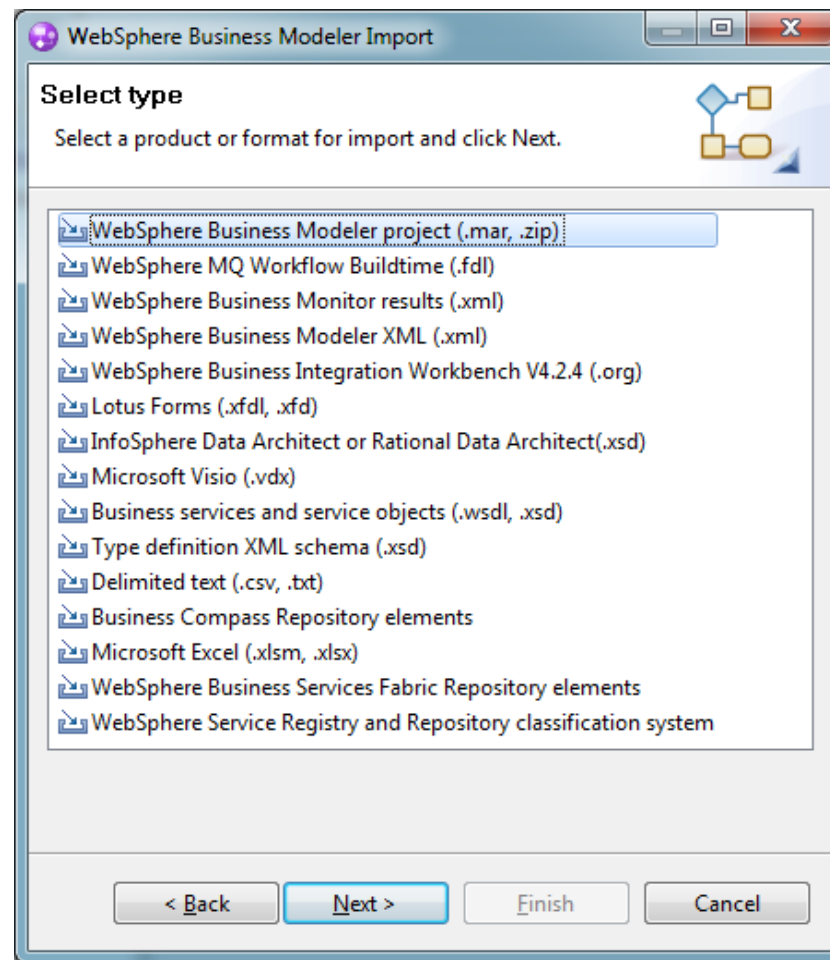 WebSphere Business Modeler Import
Select type
Select a product or format for import and click Next.
WebSphere Business Modeler project (.mar, .zip)
WebSphere MQ Workflow Buildtime (.fdl)
WebSphere Business Monitor results (.xml)
WebSphere Business Modeler XML (.xml)
WebSphere Business Integration Workbench V4.2.4 (.org)
Lotus Forms (.xfdl, .xfd)
InfoSphere Data Architect or Rational Data Architect(.xsd)
Microsoft Visio (.vdx)
Business services and service objects (.wsdl, .xsd)
Type definition XML schema (.xsd)
Delimited text (.csv, .txt)
Business Compass Repository elements
Microsoft Excel (.xlsm, .xlsx)
WebSphere Business Services Fabric Repository elements
WebSphere Service Registry and Repository classification system
< Back Next > Finish Cancel